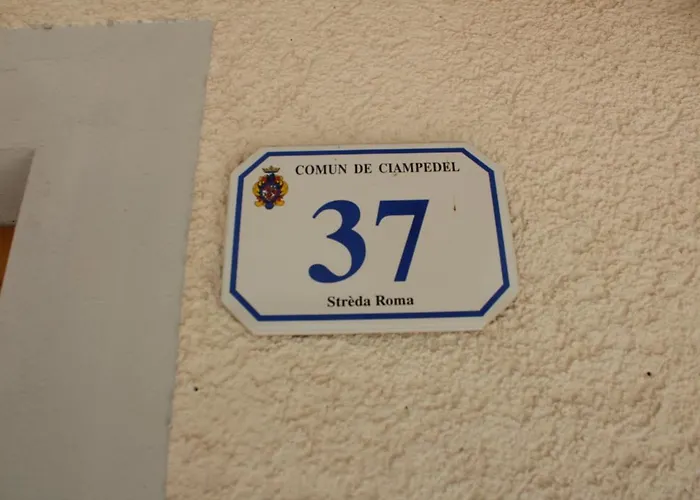 COMUN DE CIAMPEDEL
37
Strèda Roma